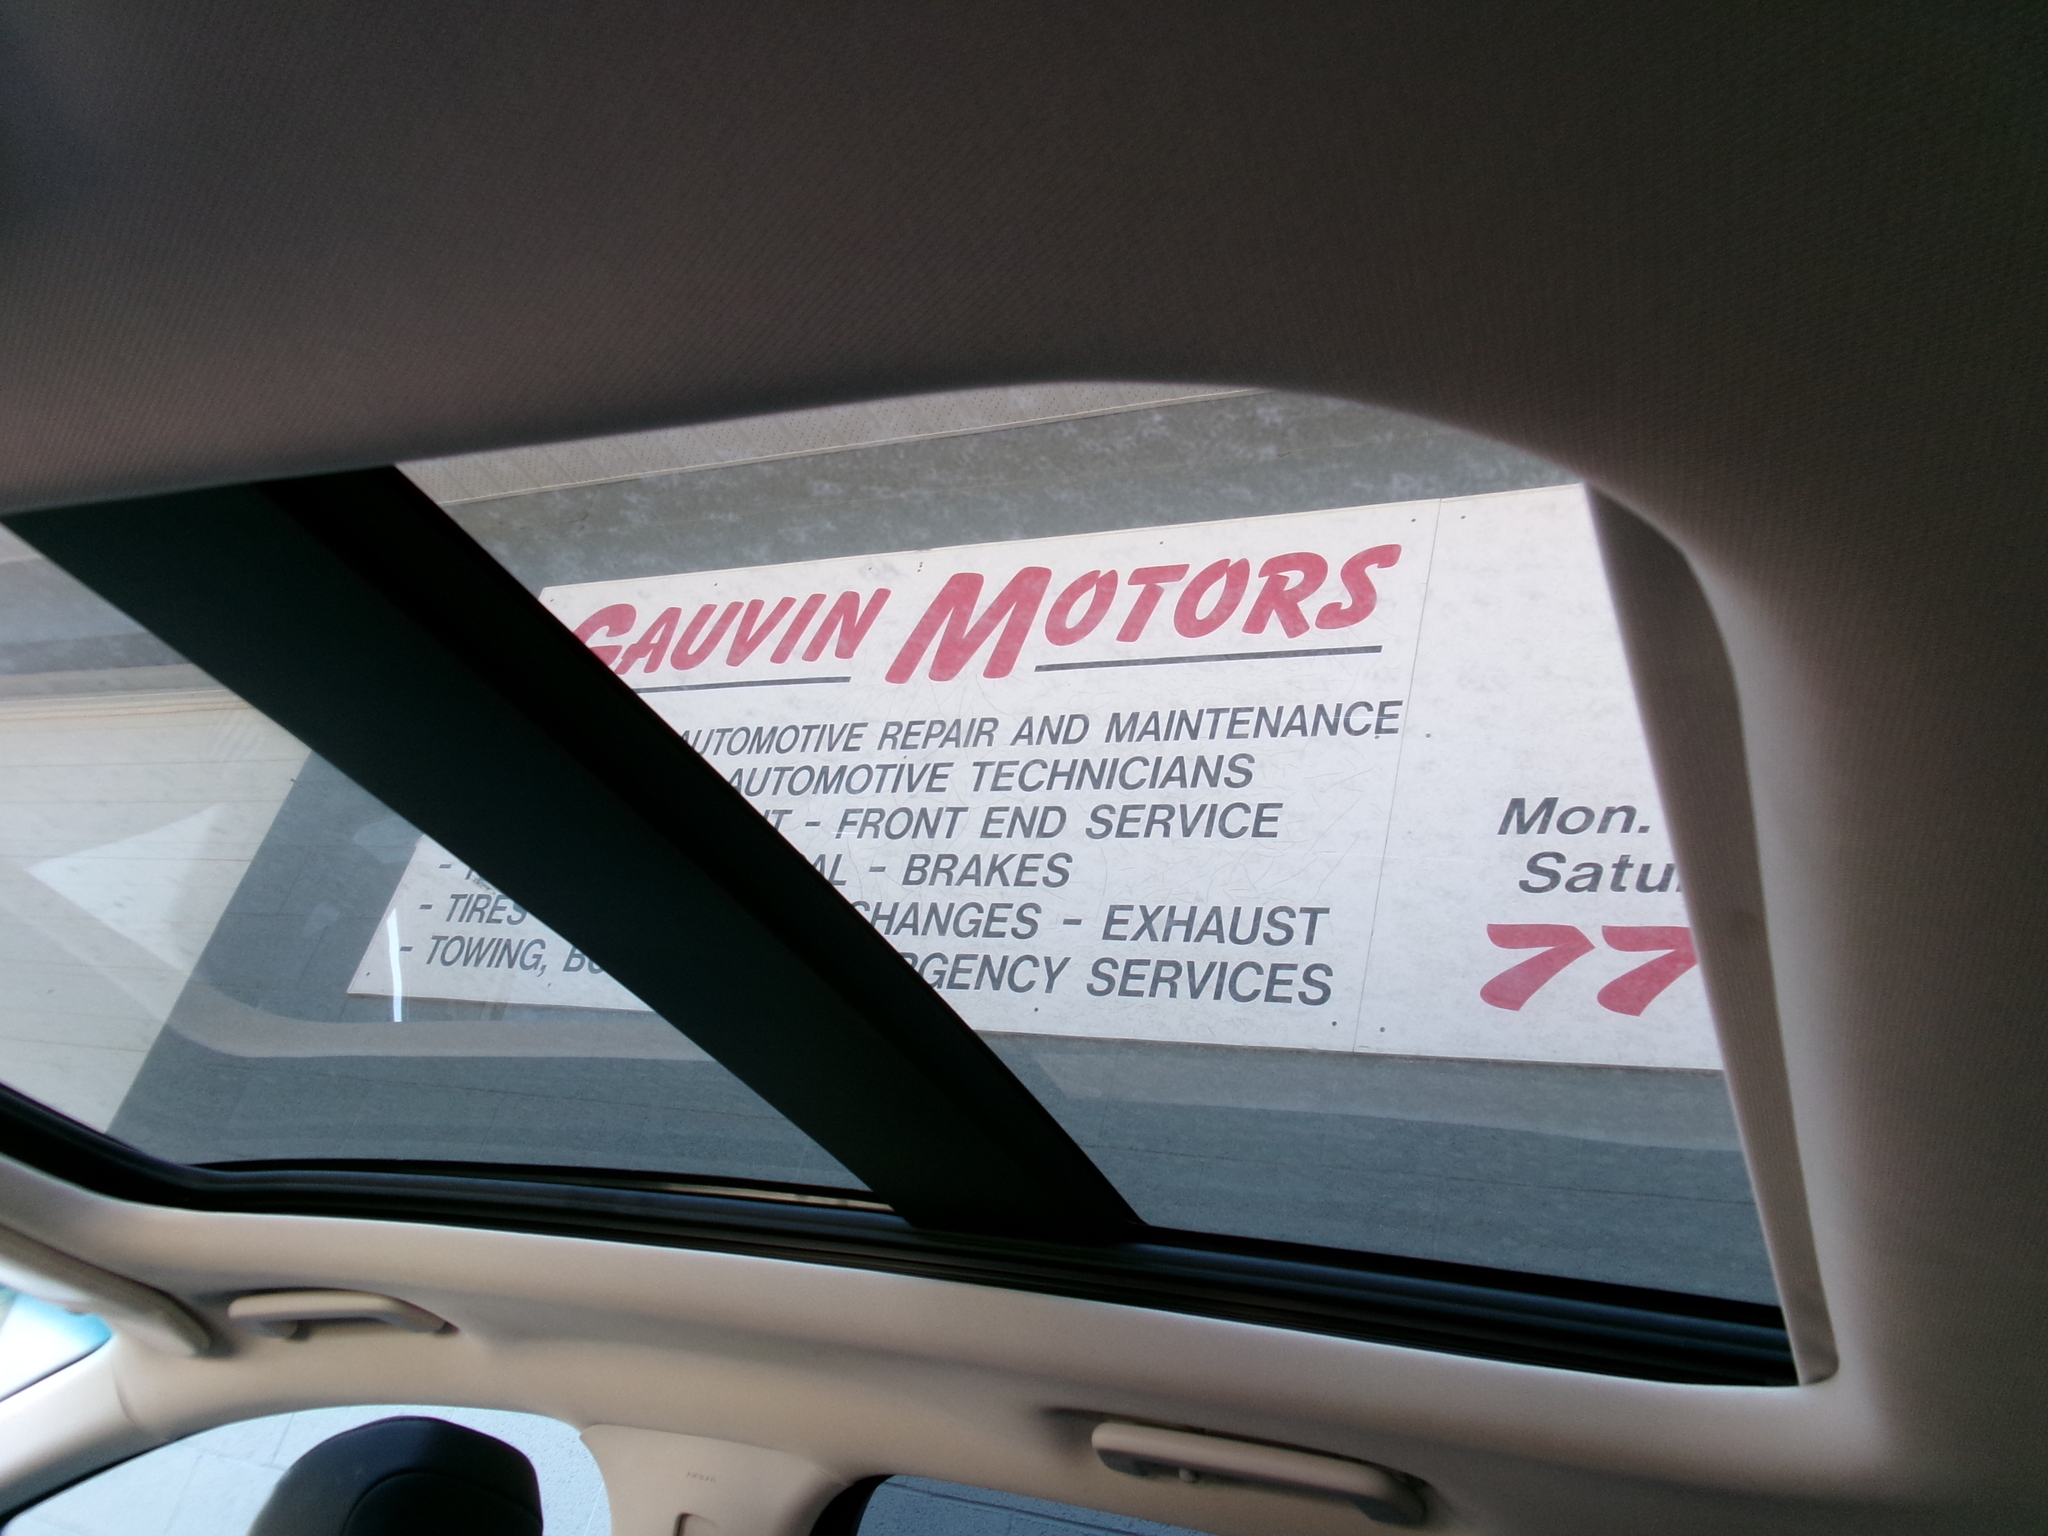 GAUVIN MOTORS
AUTOMOTIVE REPAIR AND MAINTENANCE
AUTOMOTIVE TECHNICIANS
- FRONT END SERVICE
- BRAKES
- TIRES CHANGES - EXHAUST
- TOWING, SERVICES
Mon.
77